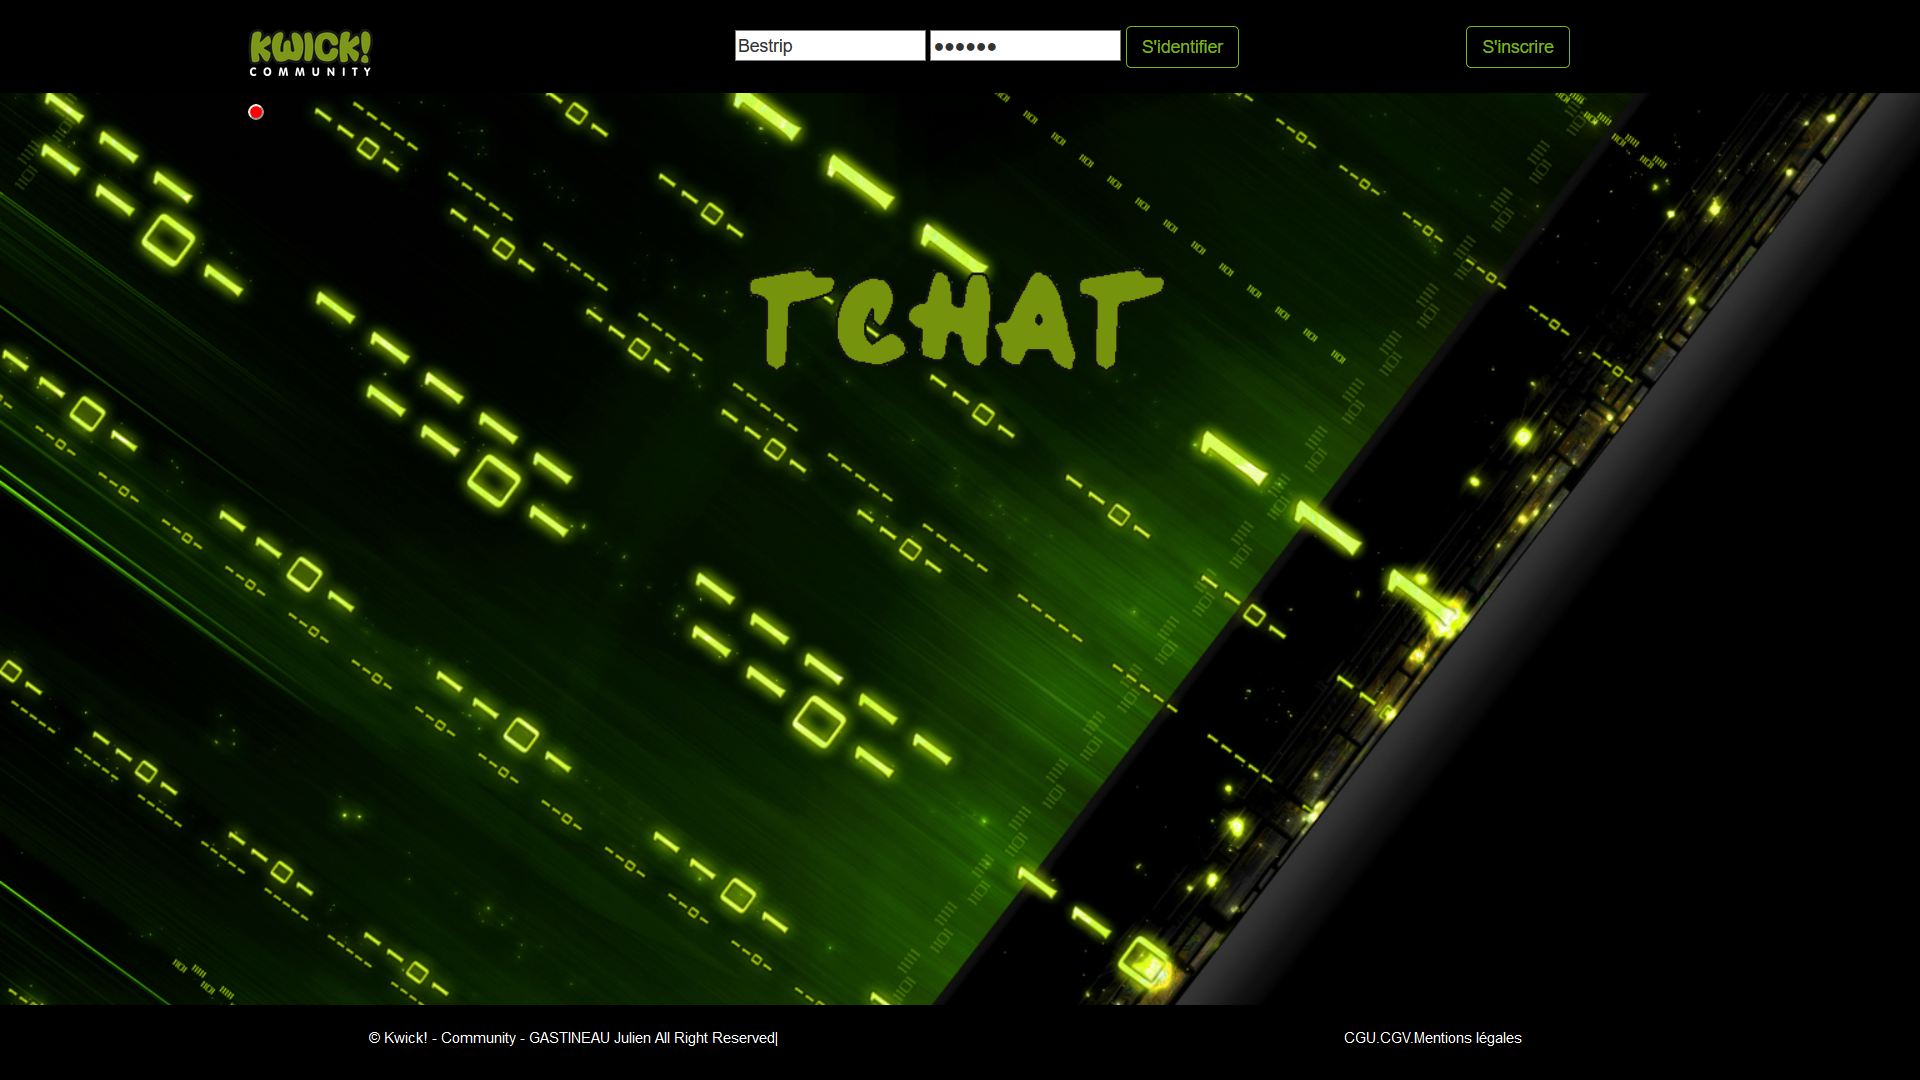 KWICK!
COMMUNITY
Bestrip
••••••
S'identifier
S'inscrire
TCHAT
© Kwick! - Community - GASTINEAU Julien All Right Reserved|
CGU.CGV.Mentions légales